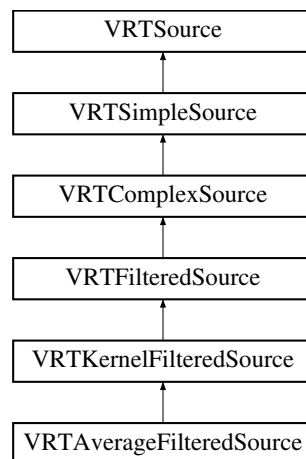 VRTSource
VRTSimpleSource
VRTComplexSource
VRTFilteredSource
VRTKernelFilteredSource
VRTAverageFilteredSource